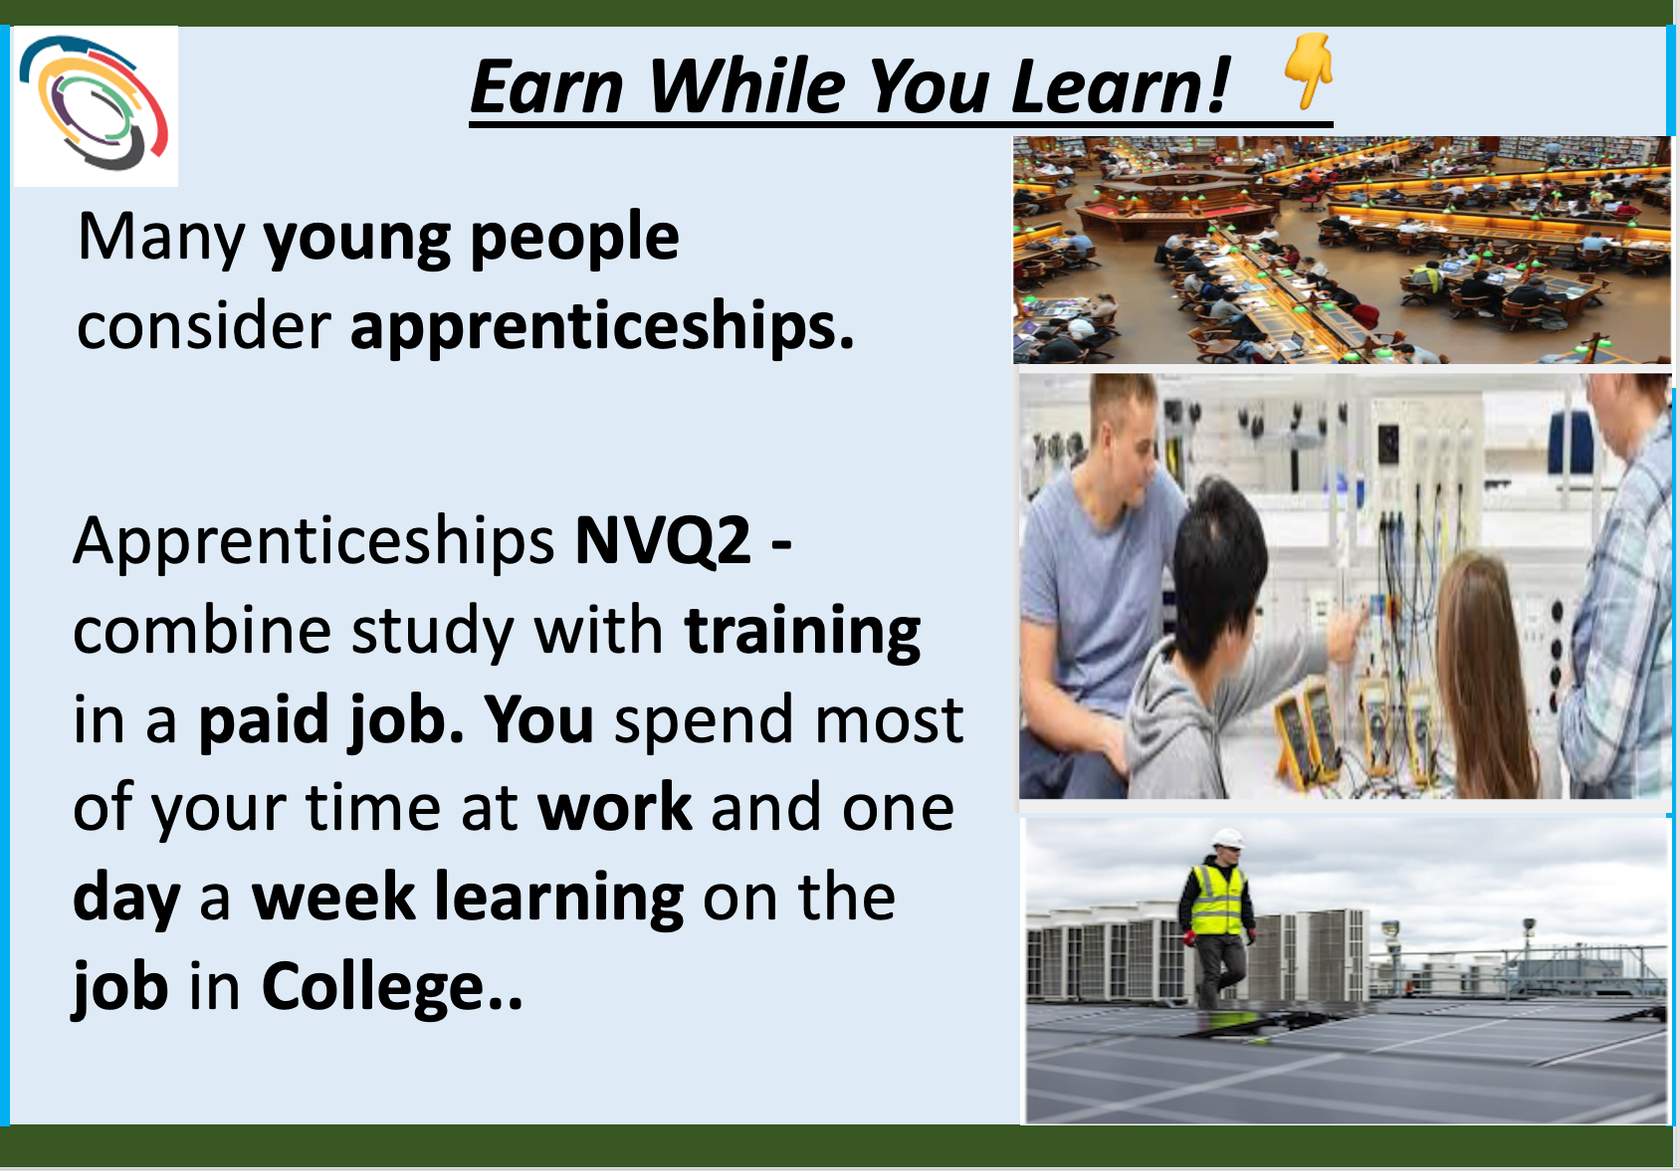 Earn While You Learn! 👇
Many young people
consider apprenticeships.
Apprenticeships NVQ2 -
combine study with training
in a paid job. You spend most
of your time at work and one
day a week learning on the
job in College..